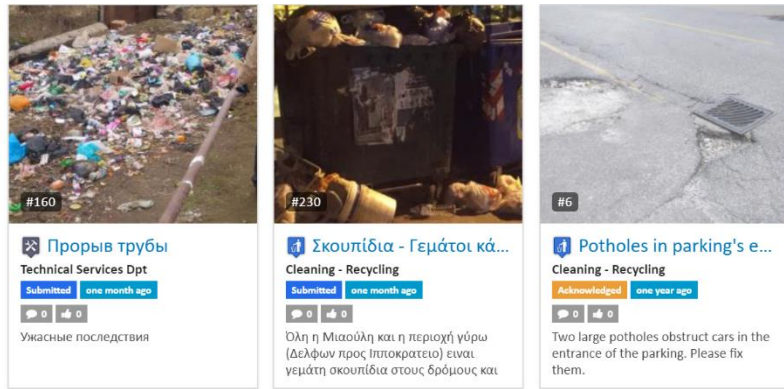 #160
Прорыв трубы
Technical Services Dpt
Submitted one month ago
0 0
Ужасные последствия
#230
Σκουπίδια - Γεμάτοι κά...
Cleaning - Recycling
Submitted one month ago
0 0
Όλη η Μιαούλη και η περιοχή γύρω
(Δελφων προς Ιπποκρατειο) ειναι
γεμάτη σκουπίδια στους δρόμους και
#6
Potholes in parking's e...
Cleaning - Recycling
Acknowledged one year ago
0 0
Two large potholes obstruct cars in the
entrance of the parking. Please fix
them.